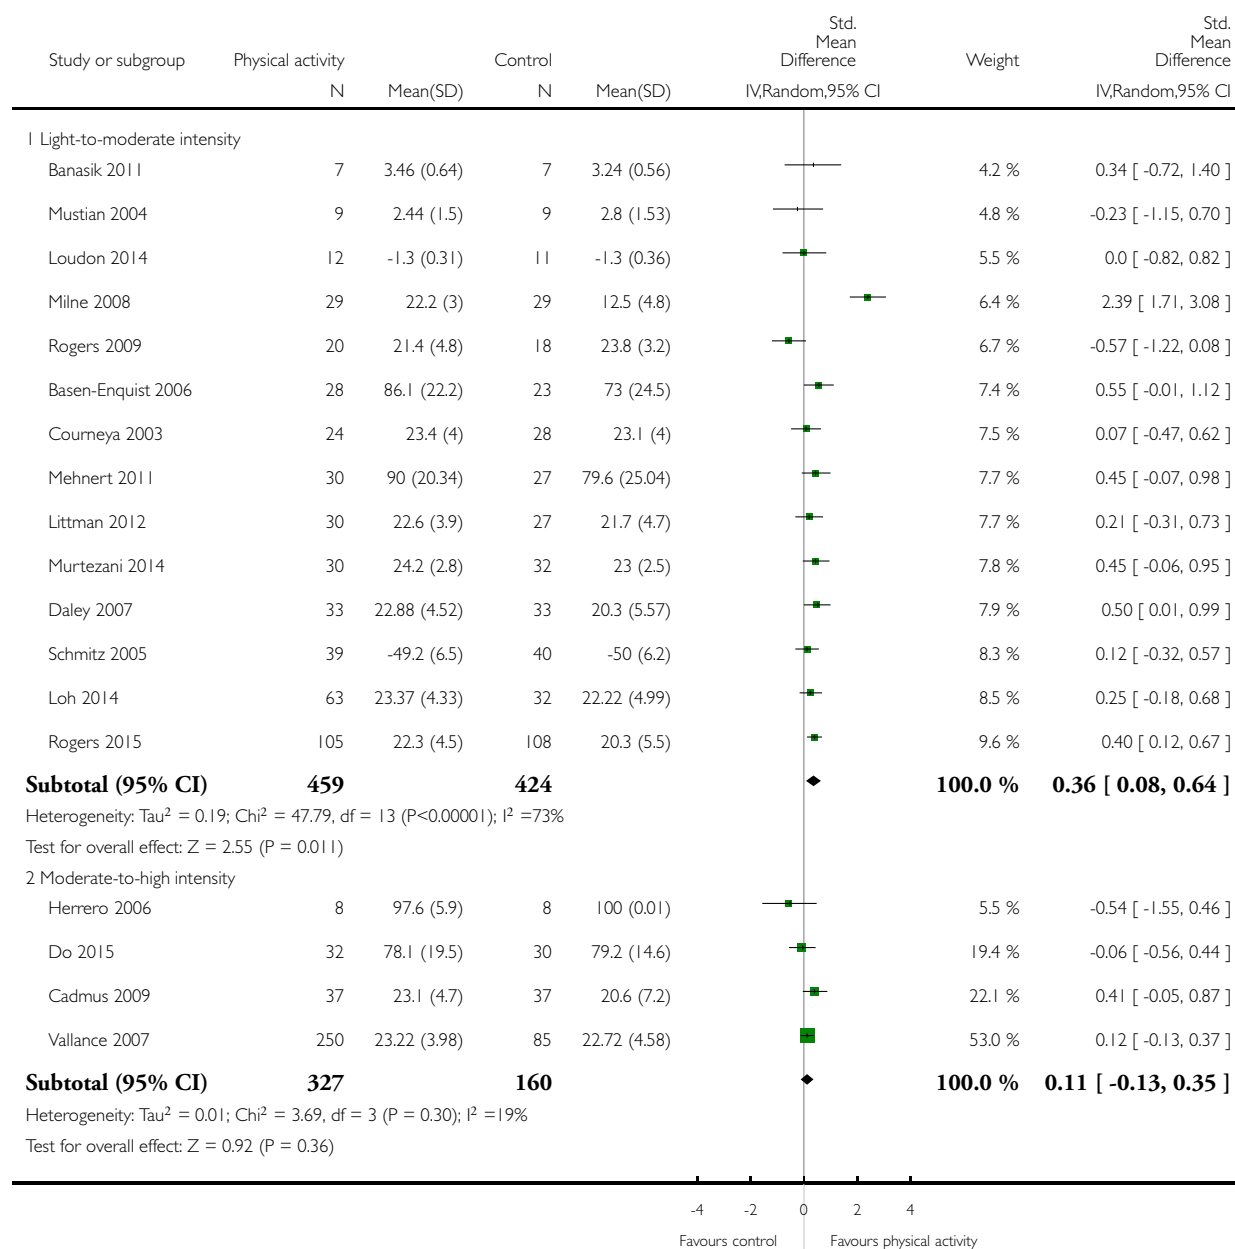 Std. Std.
Mean Mean
Study or subgroup Physical activity Control Difference Weight Difference
N Mean(SD) N Mean(SD) IV,Random,95% CI IV,Random,95% CI
1 Light-to-moderate intensity
Banasik 2011 7 3.46 (0.64) 7 3.24 (0.56) 4.2 % 0.34 [ -0.72, 1.40 ]
Mustian 2004 9 2.44 (1.5) 9 2.8 (1.53) 4.8 % -0.23 [ -1.15, 0.70 ]
Loudon 2014 12 -1.3 (0.31) 11 -1.3 (0.36) 5.5 % 0.0 [ -0.82, 0.82 ]
Milne 2008 29 22.2 (3) 29 12.5 (4.8) 6.4 % 2.39 [ 1.71, 3.08 ]
Rogers 2009 20 21.4 (4.8) 18 23.8 (3.2) 6.7 % -0.57 [ -1.22, 0.08 ]
Basen-Enquist 2006 28 86.1 (22.2) 23 73 (24.5) 7.4 % 0.55 [ -0.01, 1.12 ]
Courneya 2003 24 23.4 (4) 28 23.1 (4) 7.5 % 0.07 [ -0.47, 0.62 ]
Mehnert 2011 30 90 (20.34) 27 79.6 (25.04) 7.7 % 0.45 [ -0.07, 0.98 ]
Littman 2012 30 22.6 (3.9) 27 21.7 (4.7) 7.7 % 0.21 [ -0.31, 0.73 ]
Murtezani 2014 30 24.2 (2.8) 32 23 (2.5) 7.8 % 0.45 [ -0.06, 0.95 ]
Daley 2007 33 22.88 (4.52) 33 20.3 (5.57) 7.9 % 0.50 [ 0.01, 0.99 ]
Schmitz 2005 39 -49.2 (6.5) 40 -50 (6.2) 8.3 % 0.12 [ -0.32, 0.57 ]
Loh 2014 63 23.37 (4.33) 32 22.22 (4.99) 8.5 % 0.25 [ -0.18, 0.68 ]
Rogers 2015 105 22.3 (4.5) 108 20.3 (5.5) 9.6 % 0.40 [ 0.12, 0.67 ]
Subtotal (95% CI) 459 424 100.0 % 0.36 [ 0.08, 0.64 ]
Heterogeneity: Tau² = 0.19; Chi² = 47.79, df = 13 (P<0.00001); I² =73%
Test for overall effect: Z = 2.55 (P = 0.011)
2 Moderate-to-high intensity
Herrero 2006 8 97.6 (5.9) 8 100 (0.01) 5.5 % -0.54 [ -1.55, 0.46 ]
Do 2015 32 78.1 (19.5) 30 79.2 (14.6) 19.4 % -0.06 [ -0.56, 0.44 ]
Cadmus 2009 37 23.1 (4.7) 37 20.6 (7.2) 22.1 % 0.41 [ -0.05, 0.87 ]
Vallance 2007 250 23.22 (3.98) 85 22.72 (4.58) 53.0 % 0.12 [ -0.13, 0.37 ]
Subtotal (95% CI) 327 160 100.0 % 0.11 [ -0.13, 0.35 ]
Heterogeneity: Tau² = 0.01; Chi² = 3.69, df = 3 (P = 0.30); I² =19%
Test for overall effect: Z = 0.92 (P = 0.36)
-4 -2 0 2 4
Favours control Favours physical activity